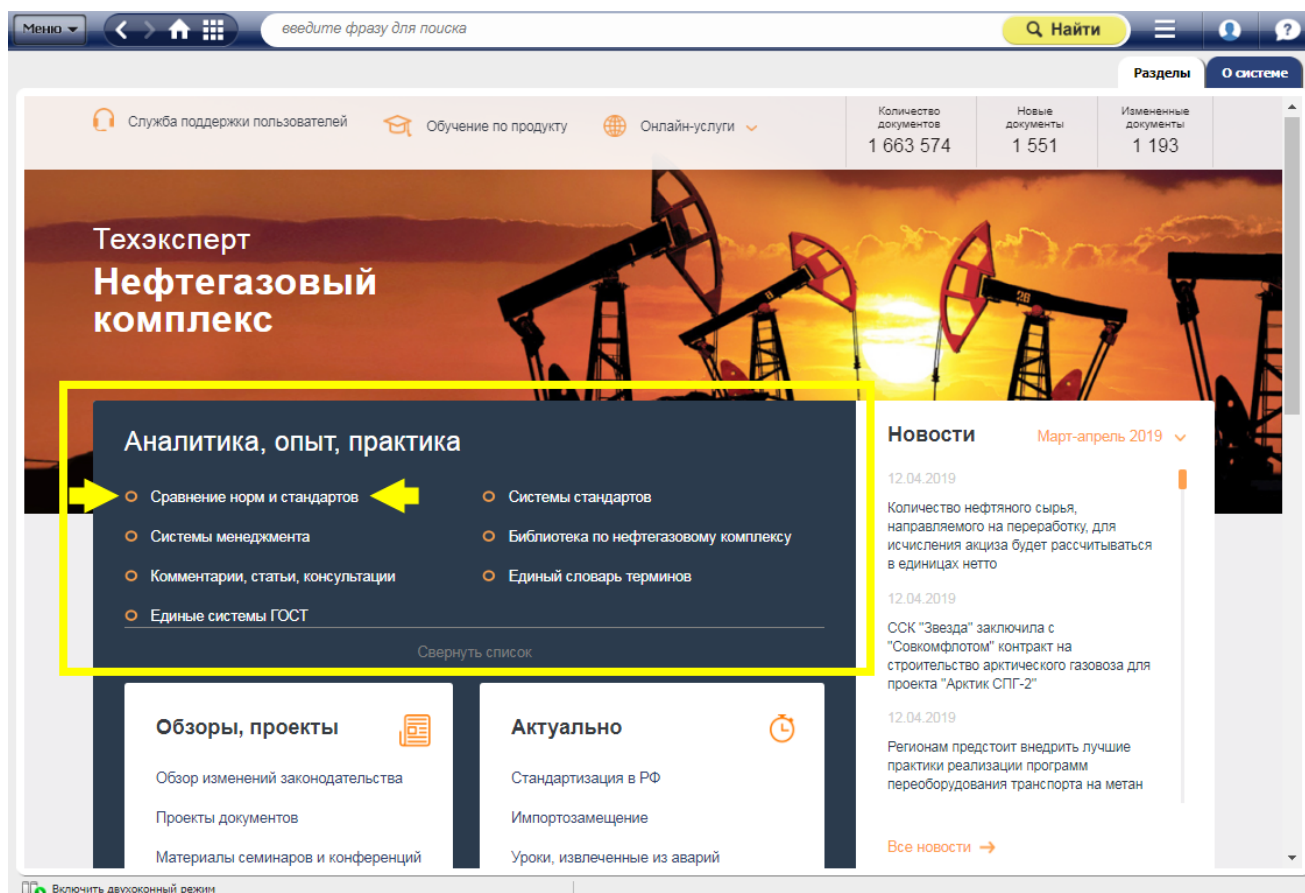 Меню
введите фразу для поиска
Найти
?
Разделы
О системе
Служба поддержки пользователей
Обучение по продукту
Онлайн-услуги
Количество
документов
1 663 574
Новые
документы
1 551
Измененные
документы
1 193
Техэксперт
Нефтегазовый
комплекс
26
Аналитика, опыт, практика
Сравнение норм и стандартов
Системы менеджмента
Комментарии, статьи, консультации
Единые системы ГОСТ
Системы стандартов
Библиотека по нефтегазовому комплексу
Единый словарь терминов
Свернуть список
Обзоры, проекты
Обзор изменений законодательства
Проекты документов
Материалы семинаров и конференций
Актуально
Стандартизация в РФ
Импортозамещение
Уроки, извлеченные из аварий
Новости
Март-апрель 2019
12.04.2019
Количество нефтяного сырья,
направляемого на переработку, для
исчисления акциза будет рассчитываться
в единицах нетто
12.04.2019
ССК "Звезда" заключила с
"Совкомфлотом" контракт на
строительство арктического газовоза для
проекта "Арктик СПГ-2"
12.04.2019
Регионам предстоит внедрить лучшие
практики реализации программ
переоборудования транспорта на метан
Все новости
Включить двухоконный режим